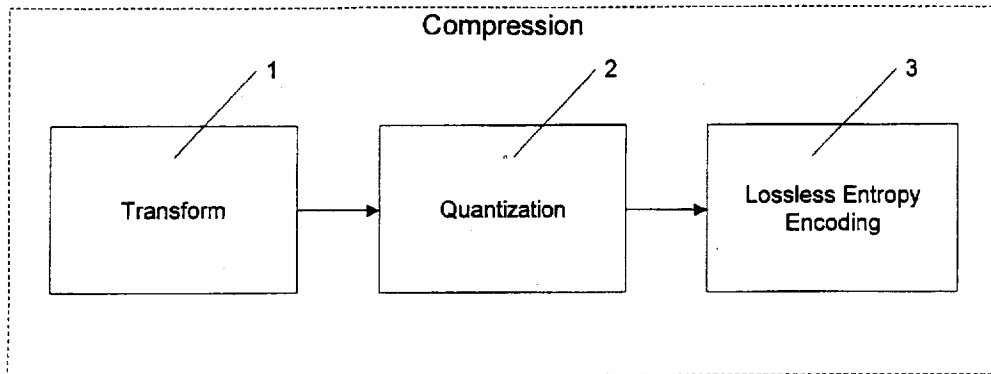 Compression
1
2
3
Transform
Quantization
Lossless Entropy
Encoding